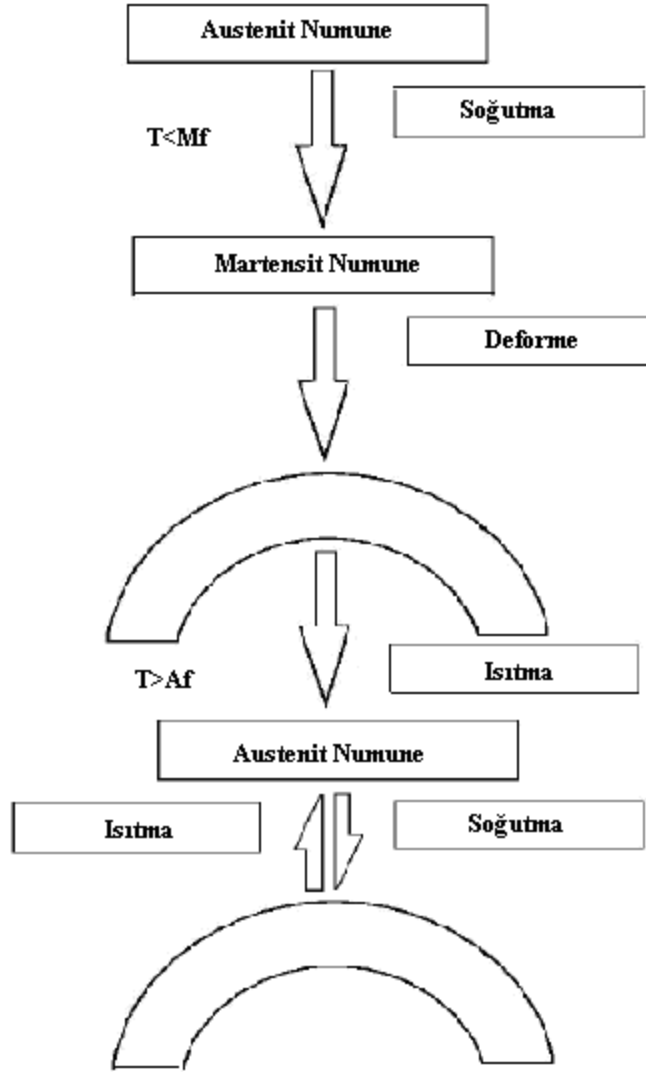 Austenit Numune
Soğutma
T<Mf
Martensit Numune
Deforme
T>Af
Isıtma
Austenit Numune
Isıtma
Soğutma